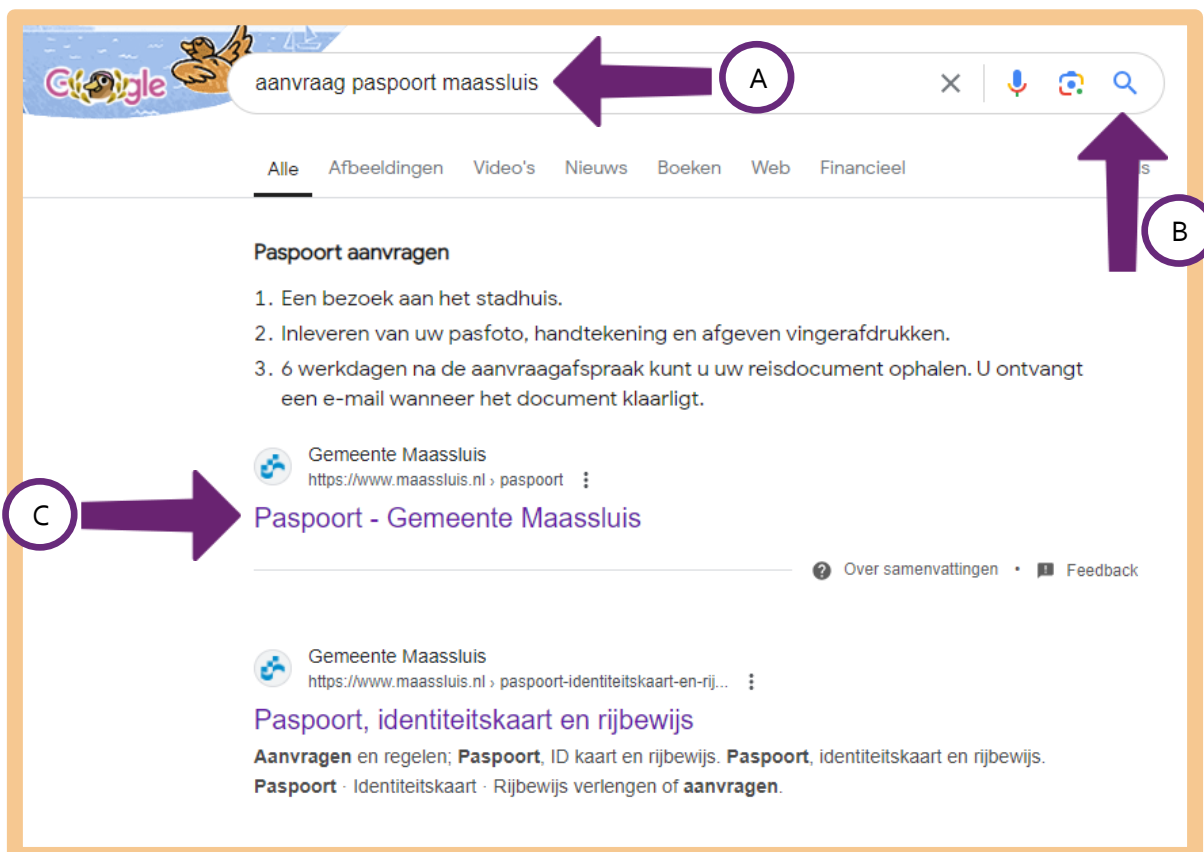 Google
aanvraag paspoort maassluis
A
Alle Afbeeldingen Video's Nieuws Boeken Web Financieel
B
Paspoort aanvragen
1. Een bezoek aan het stadhuis.
2. Inleveren van uw pasfoto, handtekening en afgeven vingerafdrukken.
3. 6 werkdagen na de aanvraagafspraak kunt u uw reisdocument ophalen. U ontvangt
een e-mail wanneer het document klaarligt.
Gemeente Maassluis
https://www.maassluis.nl › paspoort
C
Paspoort - Gemeente Maassluis
Over samenvattingen • Feedback
Gemeente Maassluis
https://www.maassluis.nl › paspoort-identiteitskaart-en-rij...
Paspoort, identiteitskaart en rijbewijs
Aanvragen en regelen; Paspoort, ID kaart en rijbewijs. Paspoort, identiteitskaart en rijbewijs.
Paspoort · Identiteitskaart · Rijbewijs verlengen of aanvragen.